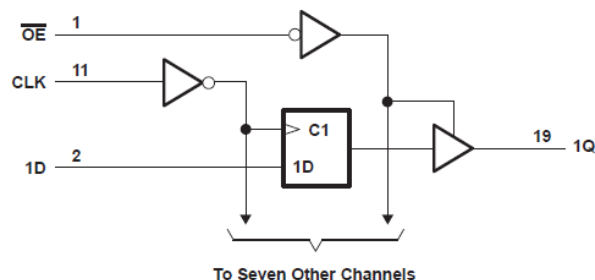 OE 1
CLK 11
C1
1D 2 1D
19 1Q
To Seven Other Channels